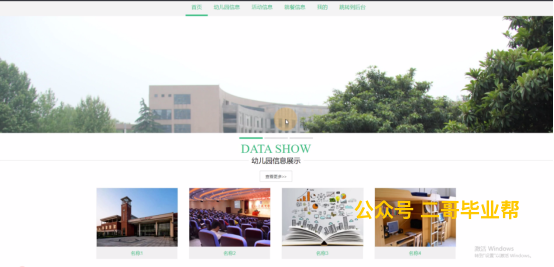 首页 幼儿园信息 活动信息 套餐信息 我的 跳转到后台
DATA SHOW
幼儿园信息展示
查看更多>>
名称1 名称2 名称3 名称4
公众号 二哥毕业帮
激活 Windows
转到"设置"以激活 Windows。